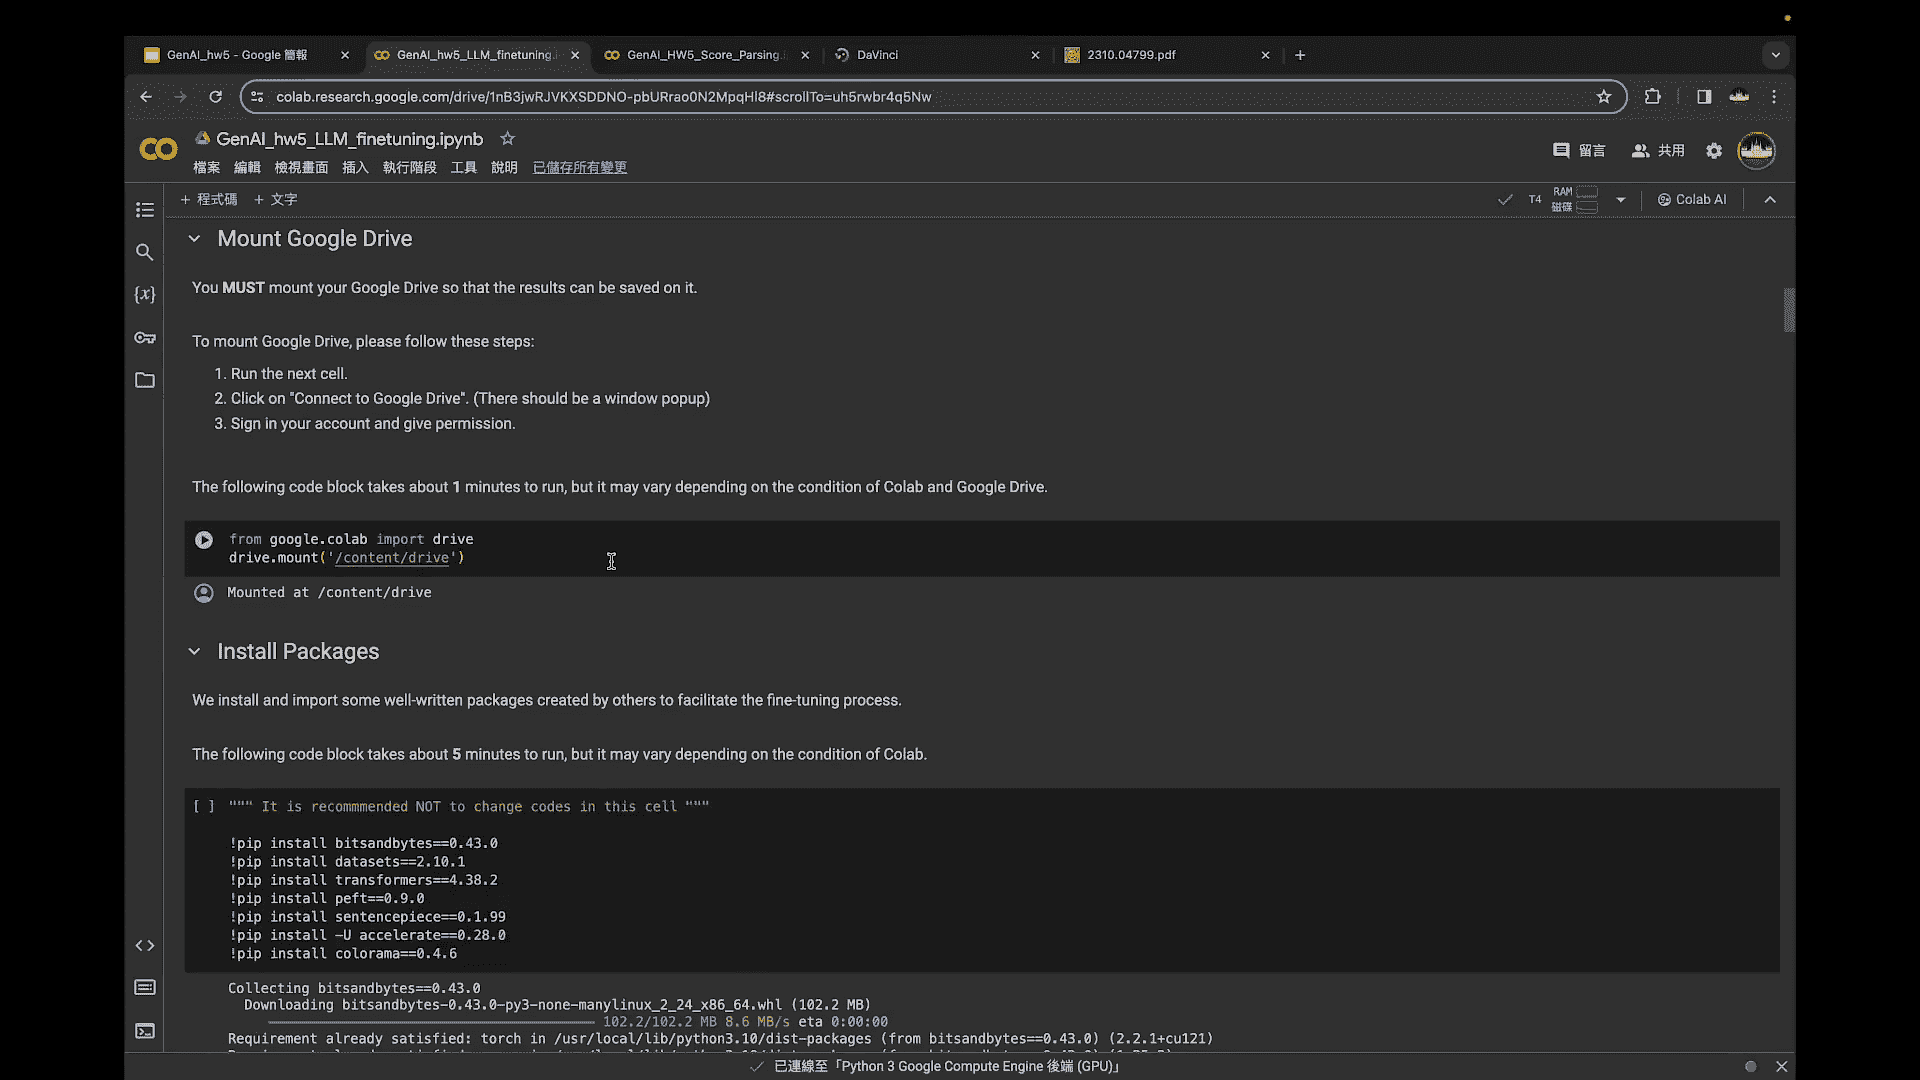 GenAI_hw5 - Google 簡報
GenAI_hw5_LLM_finetuning.i
GenAI_HW5_Score_Parsing.i
DaVinci
2310.04799.pdf
colab.research.google.com/drive/1nB3jwRJVKXSDDNO-pbURrao0N2MpqHI8#scrollTo=uh5rwbr4q5Nw
GenAI_hw5_LLM_finetuning.ipynb
留言
共用
檔案 編輯 檢視畫面 插入 執行階段 工具 說明 已儲存所有變更
+ 程式碼 + 文字
T4
RAM
磁碟
Colab AI
Mount Google Drive
You MUST mount your Google Drive so that the results can be saved on it.
To mount Google Drive, please follow these steps:
1. Run the next cell.
2. Click on "Connect to Google Drive". (There should be a window popup)
3. Sign in your account and give permission.
The following code block takes about 1 minutes to run, but it may vary depending on the condition of Colab and Google Drive.
from google.colab import drive
drive.mount('/content/drive')
Mounted at /content/drive
Install Packages
We install and import some well-written packages created by others to facilitate the fine-tuning process.
The following code block takes about 5 minutes to run, but it may vary depending on the condition of Colab.
[ ] """ It is recommmended NOT to change codes in this cell """
!pip install bitsandbytes==0.43.0
!pip install datasets==2.10.1
!pip install transformers==4.38.2
!pip install peft==0.9.0
!pip install sentencepiece==0.1.99
!pip install -U accelerate==0.28.0
!pip install colorama==0.4.6
Collecting bitsandbytes==0.43.0
Downloading bitsandbytes-0.43.0-py3-none-manylinux_2_24_x86_64.whl (102.2 MB)
102.2/102.2 MB 8.6 MB/s eta 0:00:00
Requirement already satisfied: torch in /usr/local/lib/python3.10/dist-packages (from bitsandbytes==0.43.0) (2.2.1+cu121)
已連線至「Python 3 Google Compute Engine 後端 (GPU)」